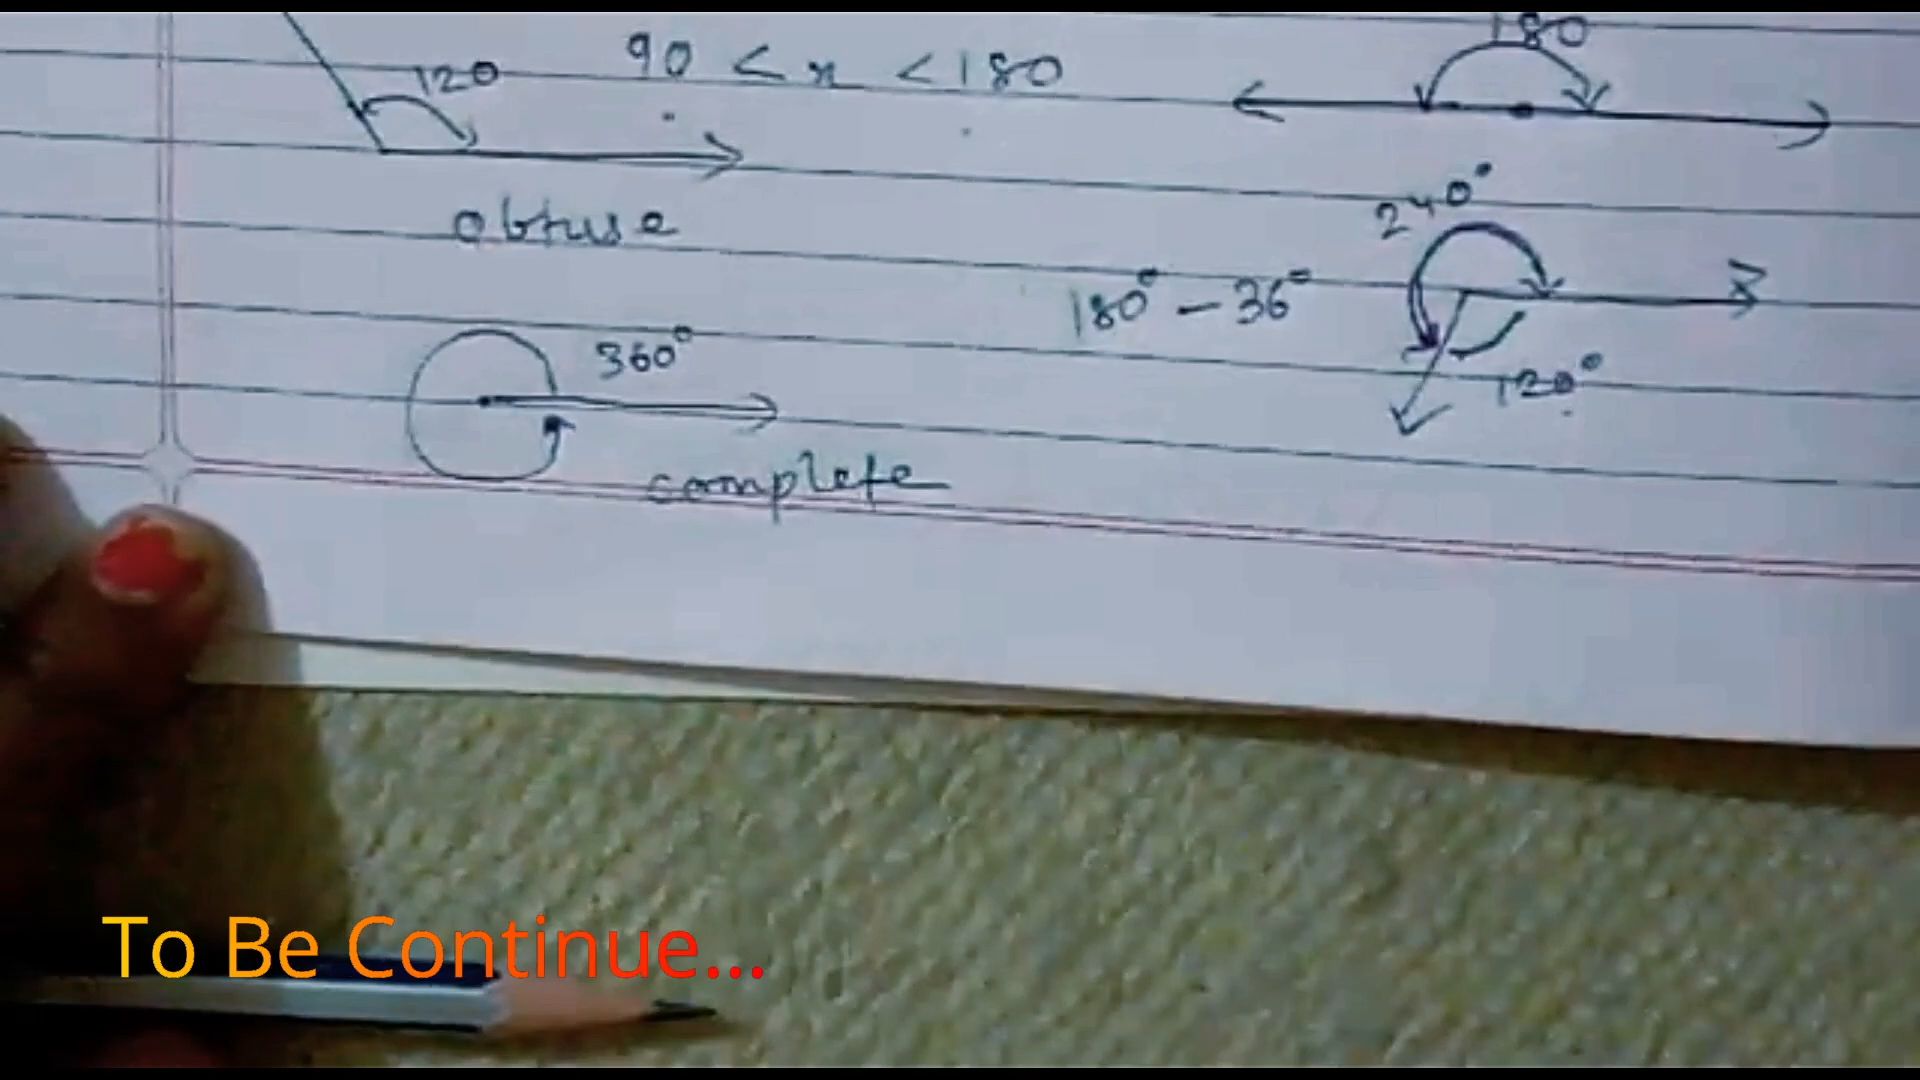 180
120
90 < x < 180
obtuse
240°
180° - 36°
360°
120°
complete
To Be Continue...